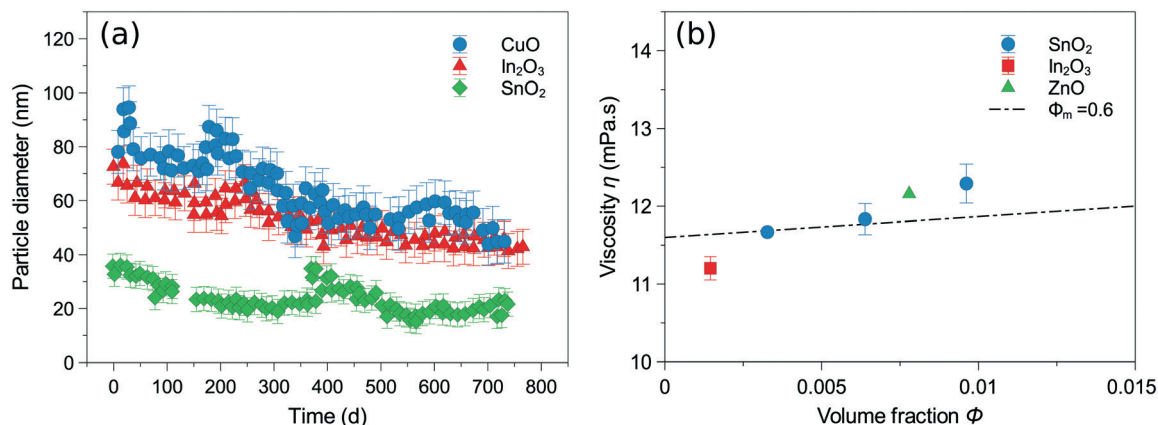 (a)
CuO
In₂O₃
SnO₂
120
100
80
60
40
20
0
Particle diameter (nm)
0 100 200 300 400 500 600 700 800
Time (d)
(b)
SnO₂
In₂O₃
ZnO
Φₘ =0.6
14
13
12
11
10
Viscosity η (mPa.s)
0 0.005 0.01 0.015
Volume fraction Φ